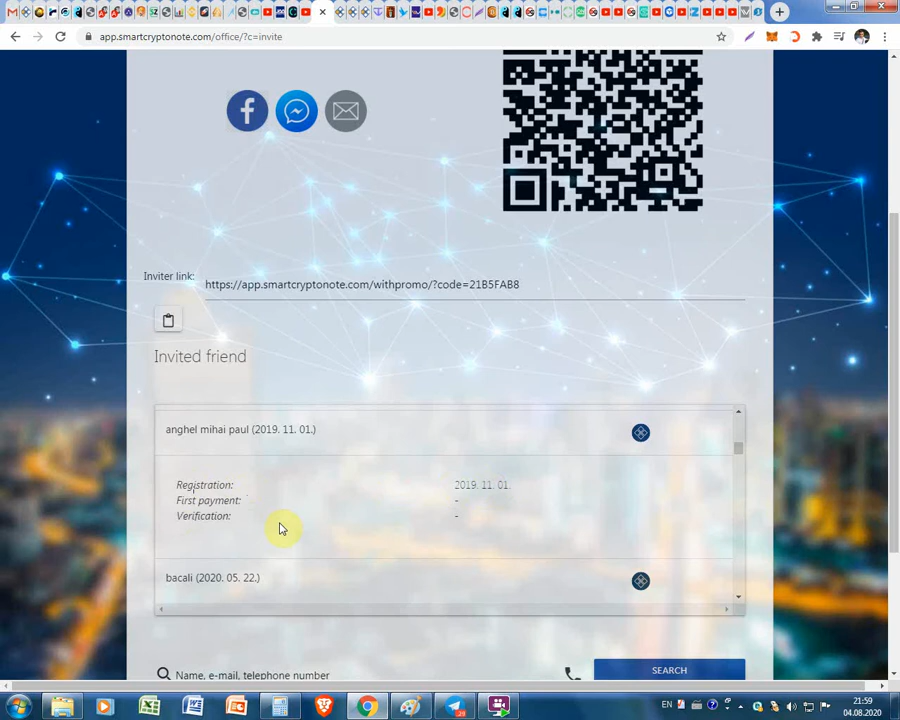 app.smartcryptonote.com/office/?c=invite
Inviter link:
https://app.smartcryptonote.com/withpromo/?code=21B5FAB8
Invited friend
anghel mihai paul (2019. 11. 01.)
Registration: 2019. 11. 01.
First payment: -
Verification: -
bacali (2020. 05. 22.)
Name, e-mail, telephone number
SEARCH
EN
21:59
04.08.2020